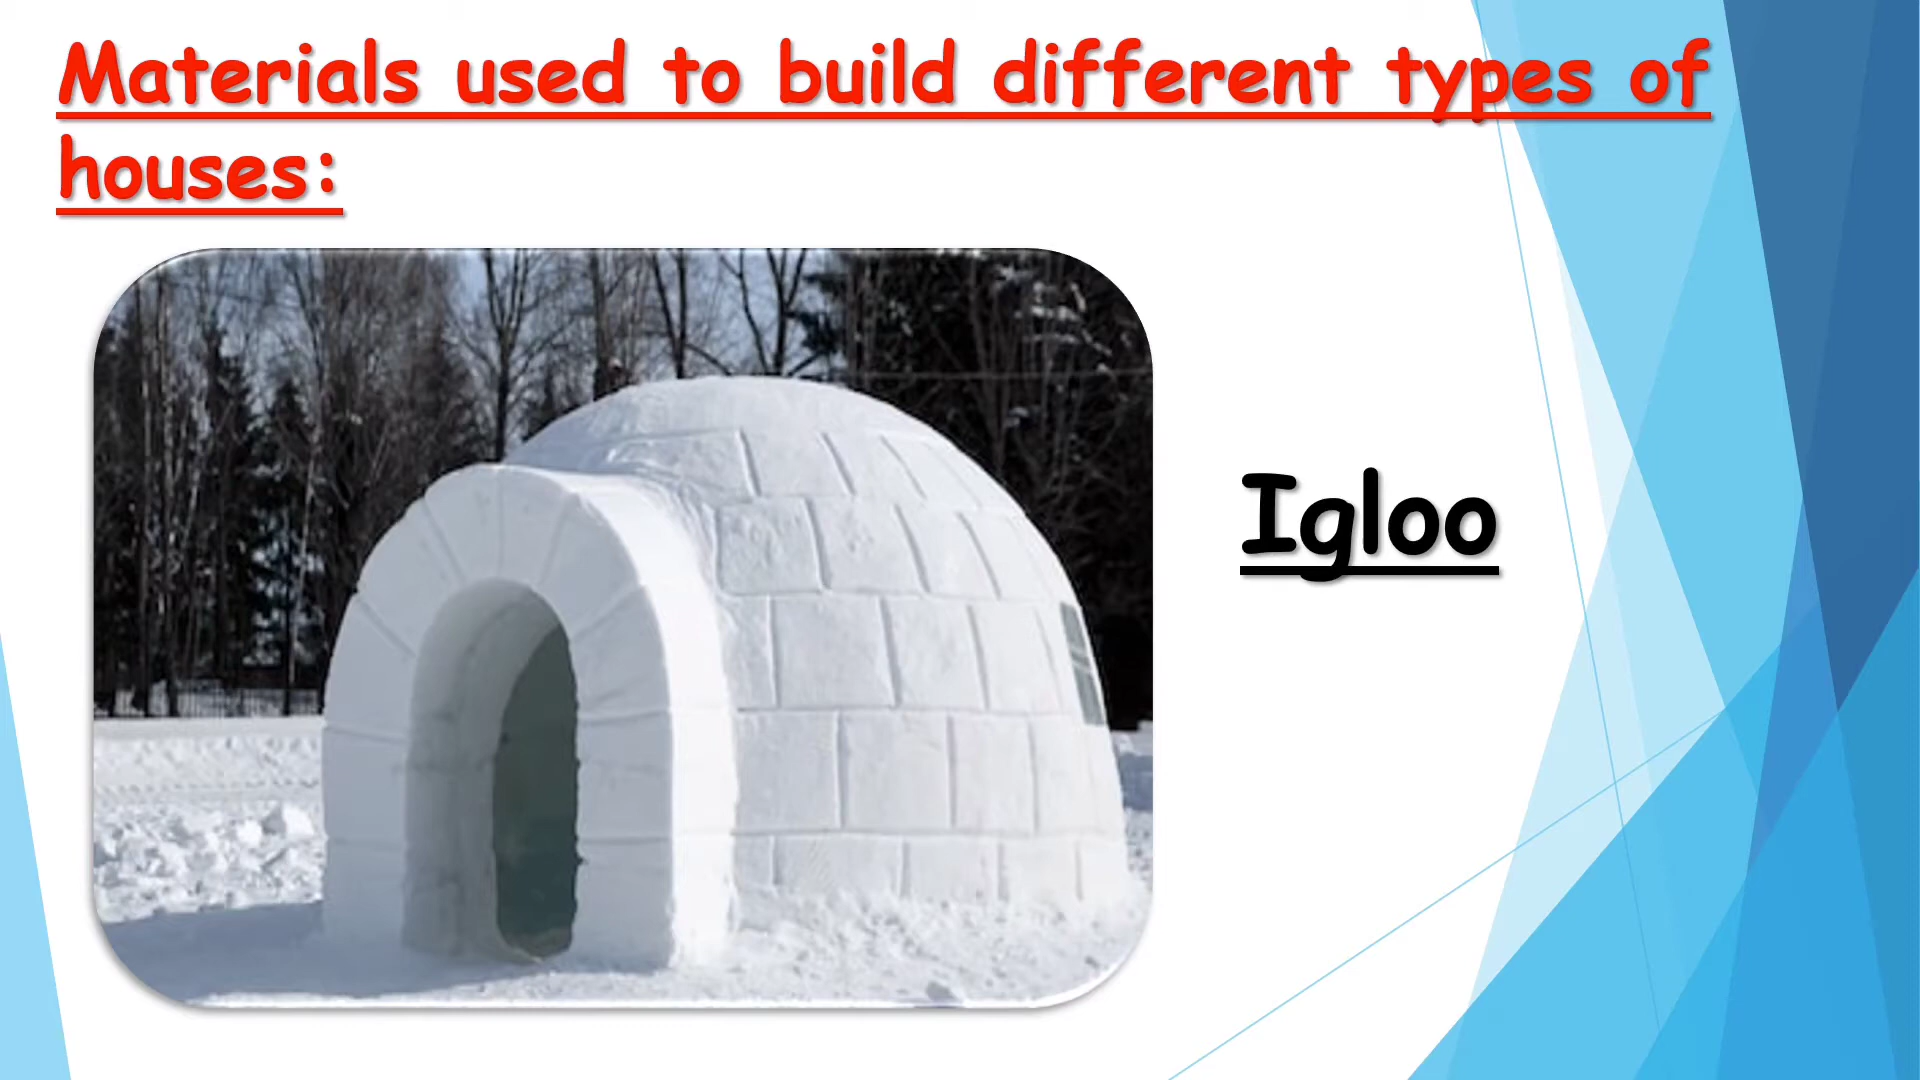 Materials used to build different types of
houses:
Igloo